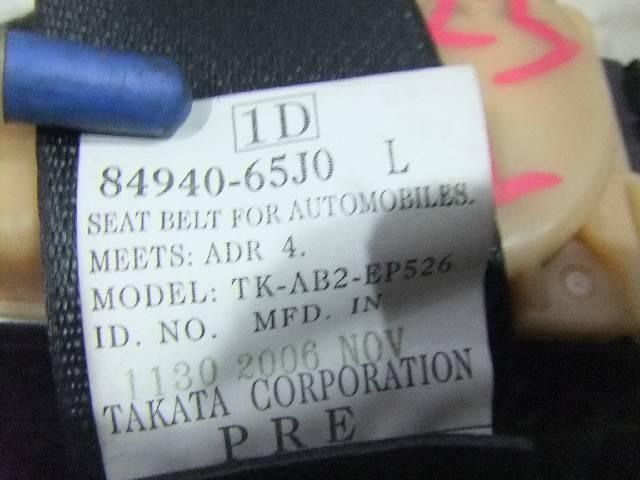 1D
84940-65J0 L
SEAT BELT FOR AUTOMOBILES.
MEETS: ADR 4.
MODEL: TK-AB2-EP526
ID. NO. MFD. IN
1130 2006 NOV
TAKATA CORPORATION
PRE